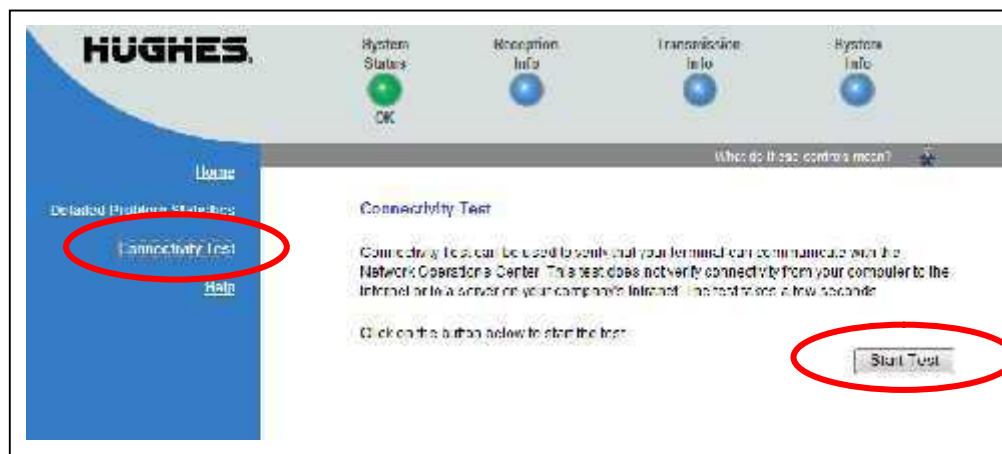 HUGHES.
System Status
OK
Reception Info
Transmission Info
System Info
What do these controls mean?
Home
Detailed Problem Statistics
Connectivity Test
Help
Connectivity Test
Connectivity Test can be used to verify that your terminal can communicate with the
Network Operations Center. This test does not verify connectivity from your computer to the
Internet or to a server on your company's Intranet. The test takes a few seconds.
Click on the button below to start the test.
Start Test